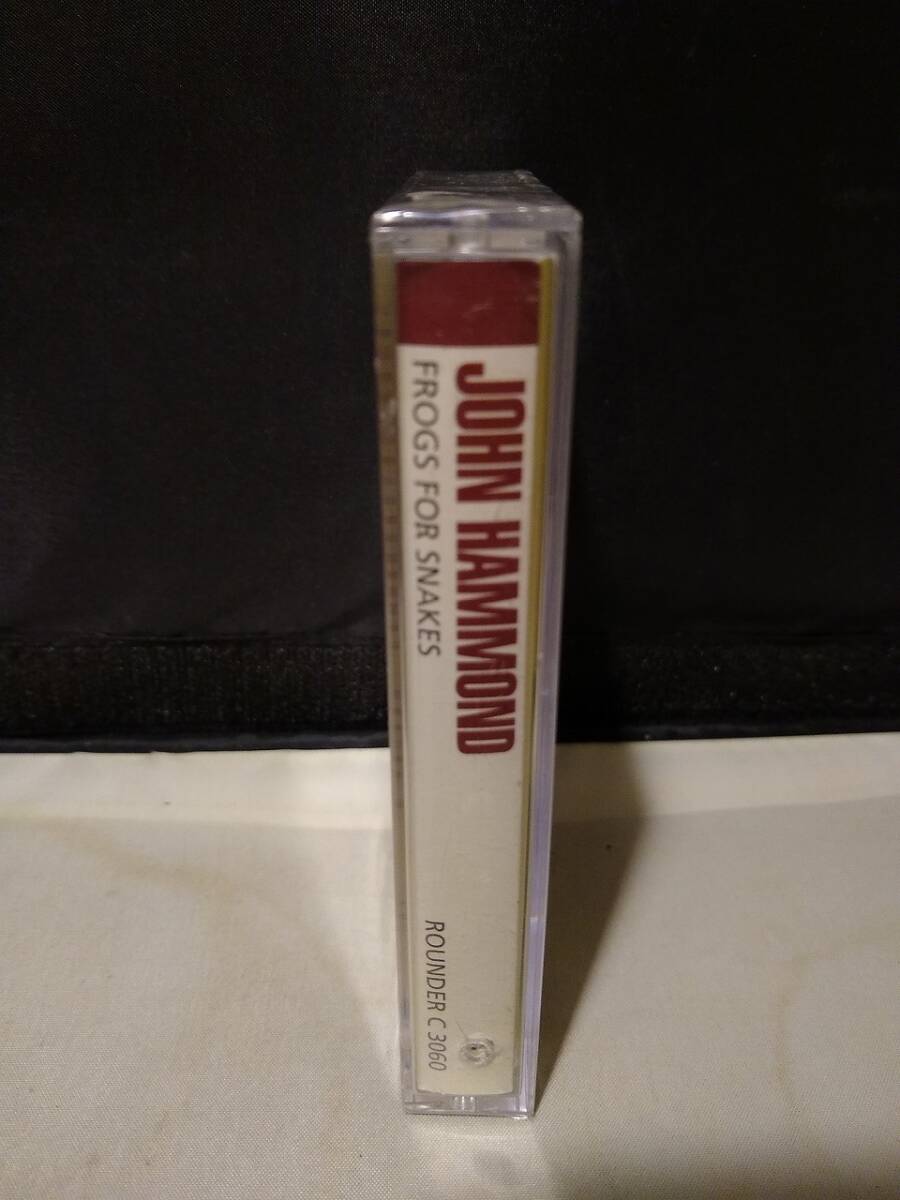 JOHN HAMMOND
FROGS FOR SNAKES
ROUNDER C 3060